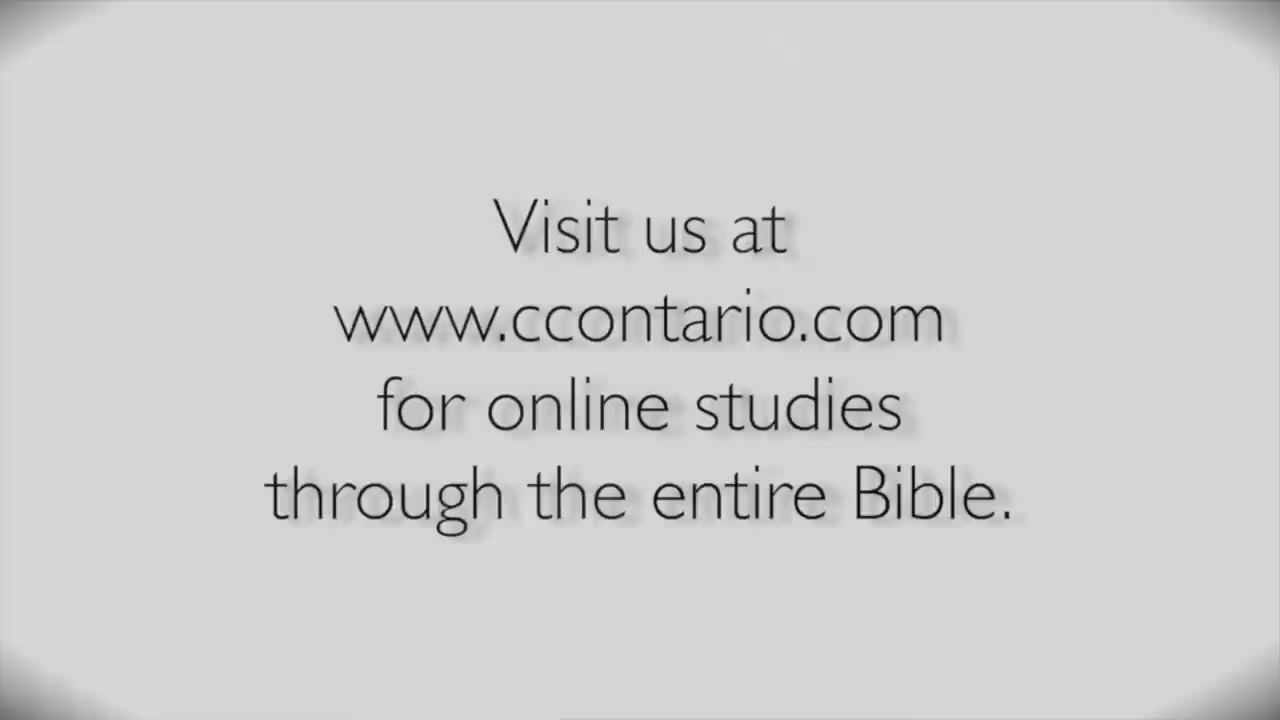 Visit us at
www.ccontario.com
for online studies
through the entire Bible.